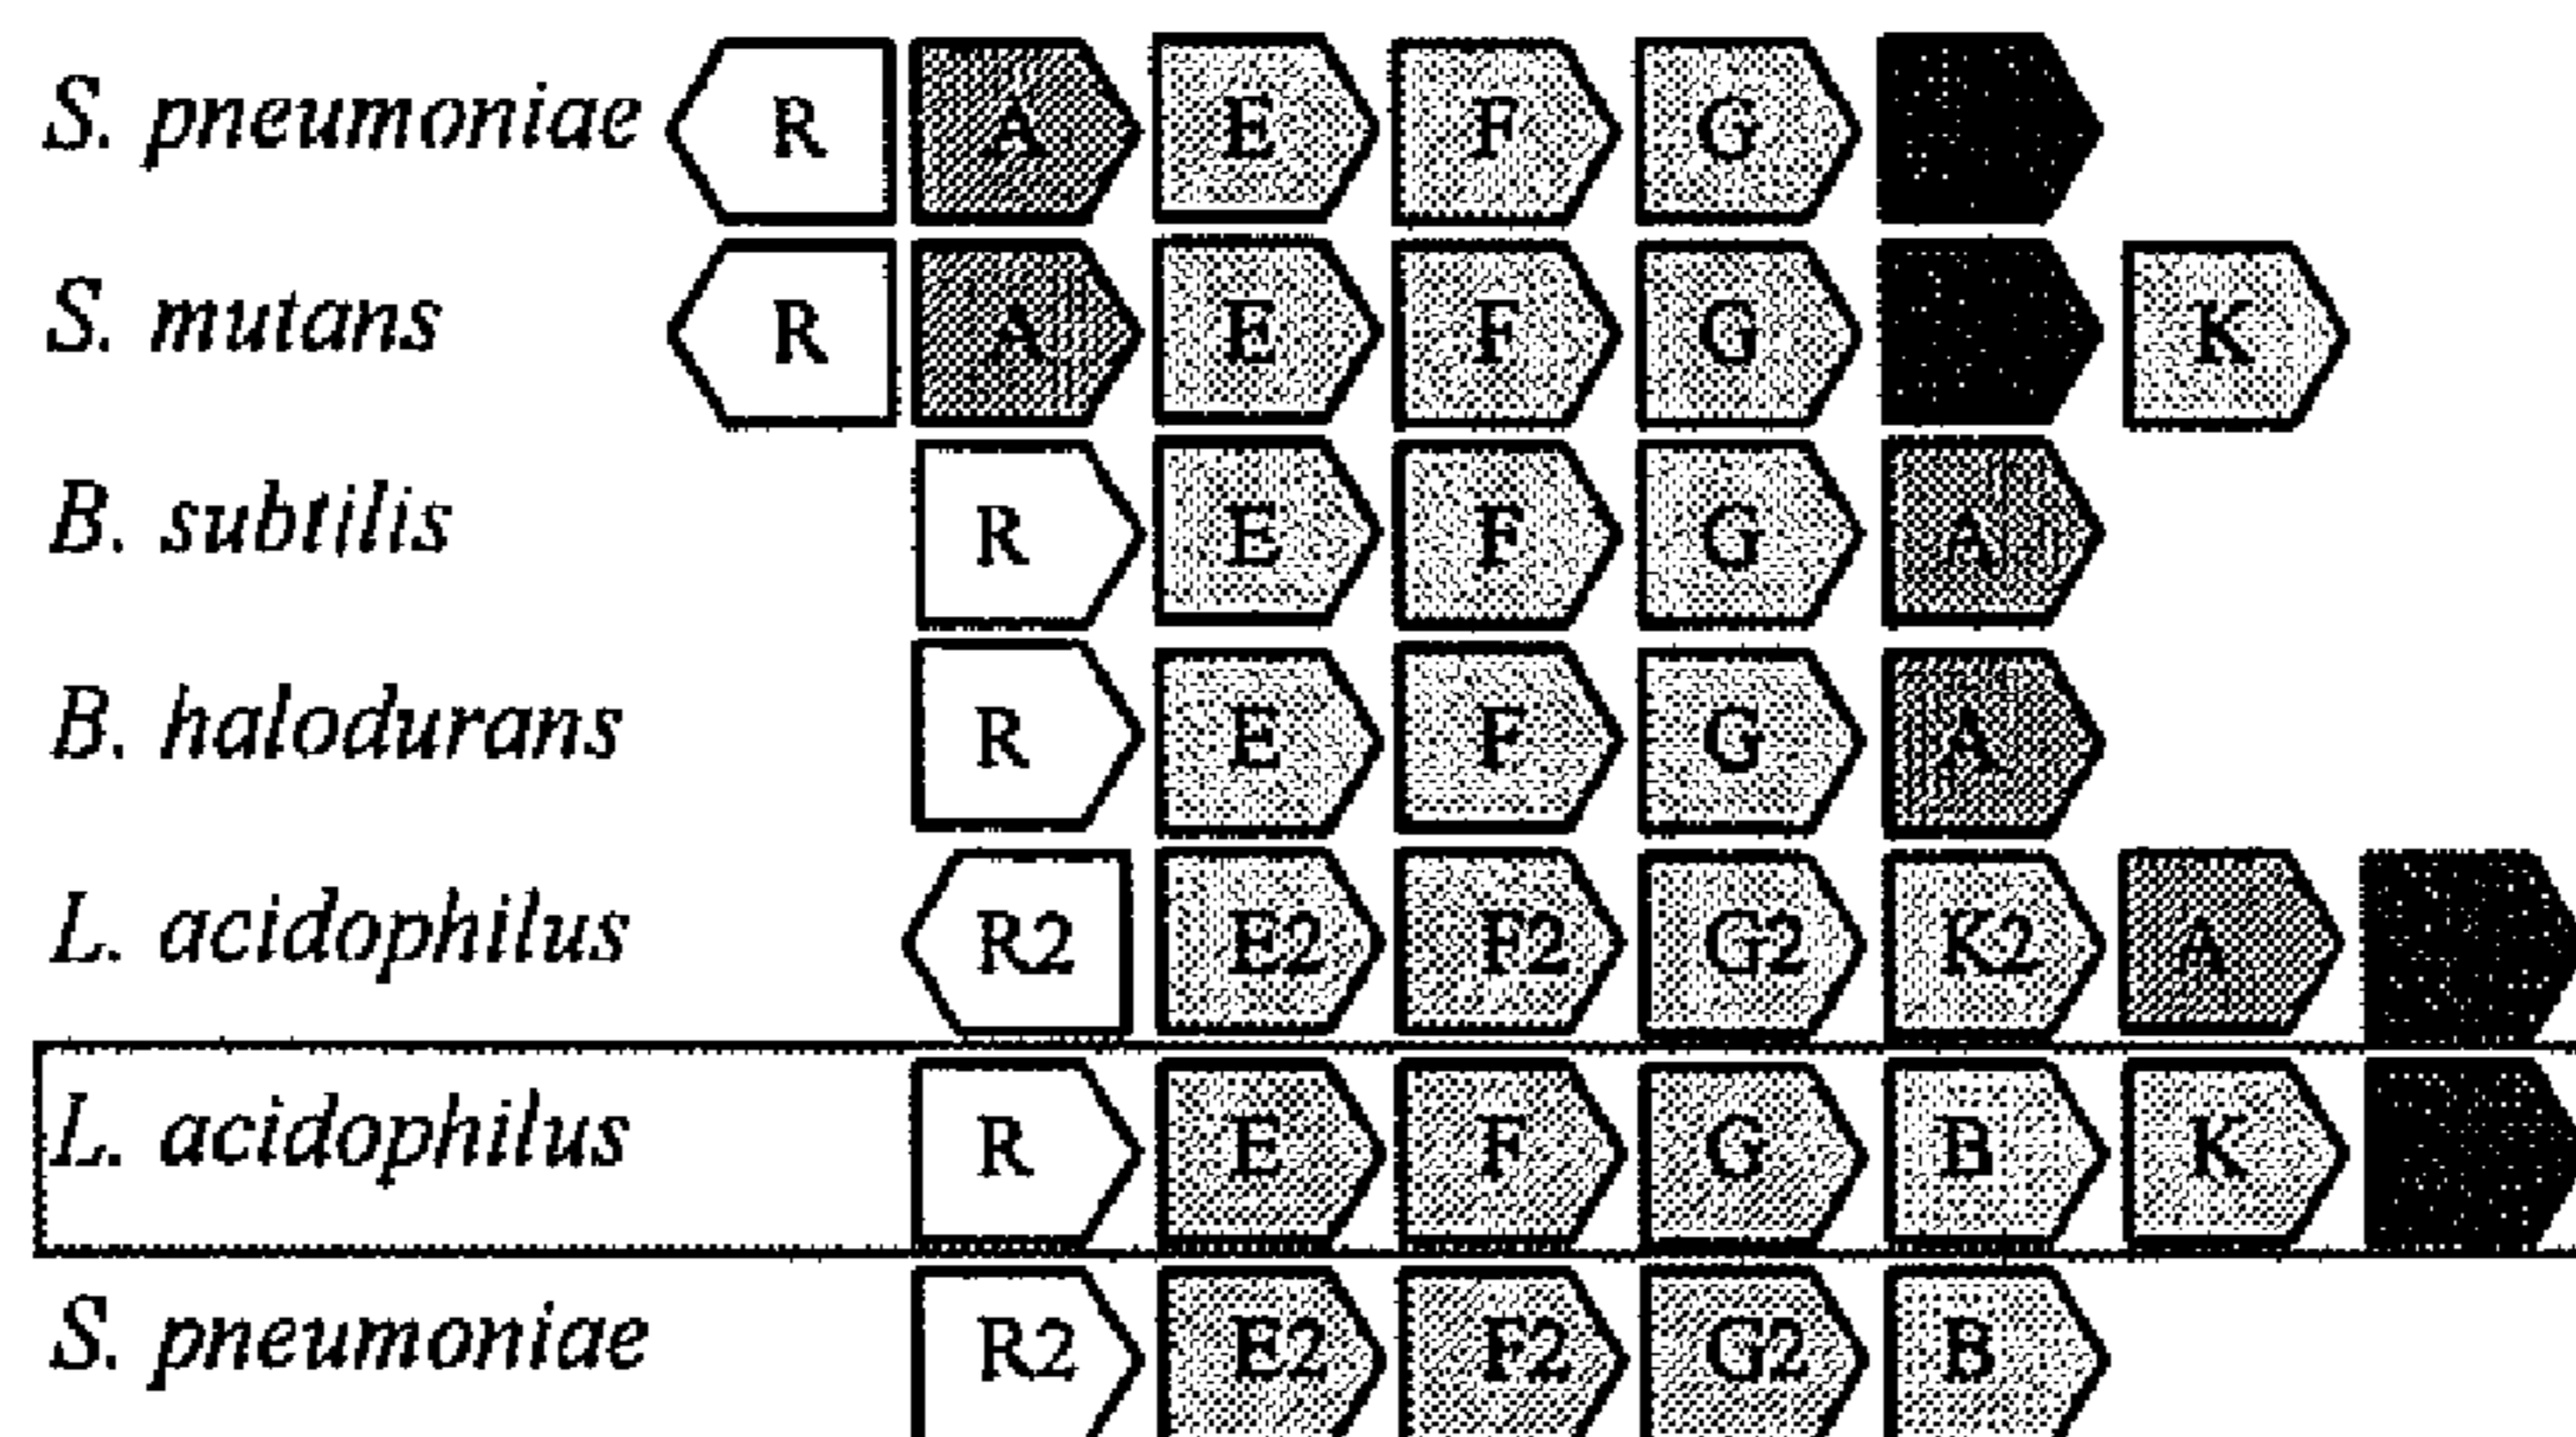 S. pneumoniae R A E F G
S. mutans R A E F G K
B. subtilis R E F G A
B. halodurans R E F G A
L. acidophilus R2 E2 F2 G2 K2 A
L. acidophilus R E F G B K
S. pneumoniae R2 E2 F2 G2 B